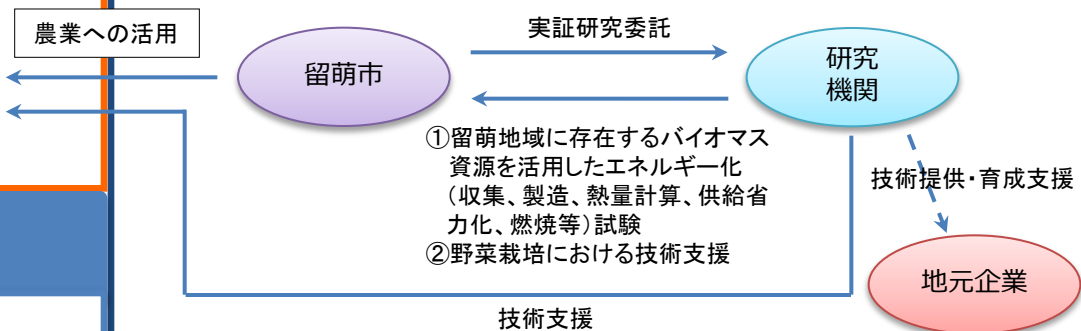 農業への活用
実証研究委託
留萌市
研究
機関
①留萌地域に存在するバイオマス
資源を活用したエネルギー化
(収集、製造、熱量計算、供給省
力化、燃焼等)試験
②野菜栽培における技術支援
技術提供・育成支援
地元企業
技術支援